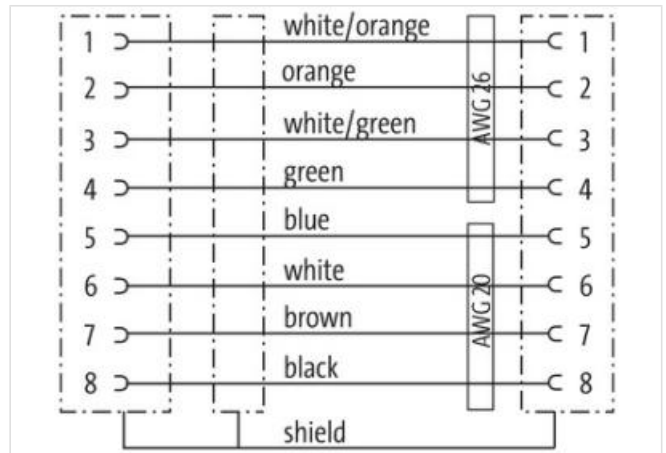 1 white/orange 1
2 orange 2
3 white/green 3
4 green 4
AWG 26
5 blue 5
6 white 6
7 brown 7
8 black 8
AWG 20
shield